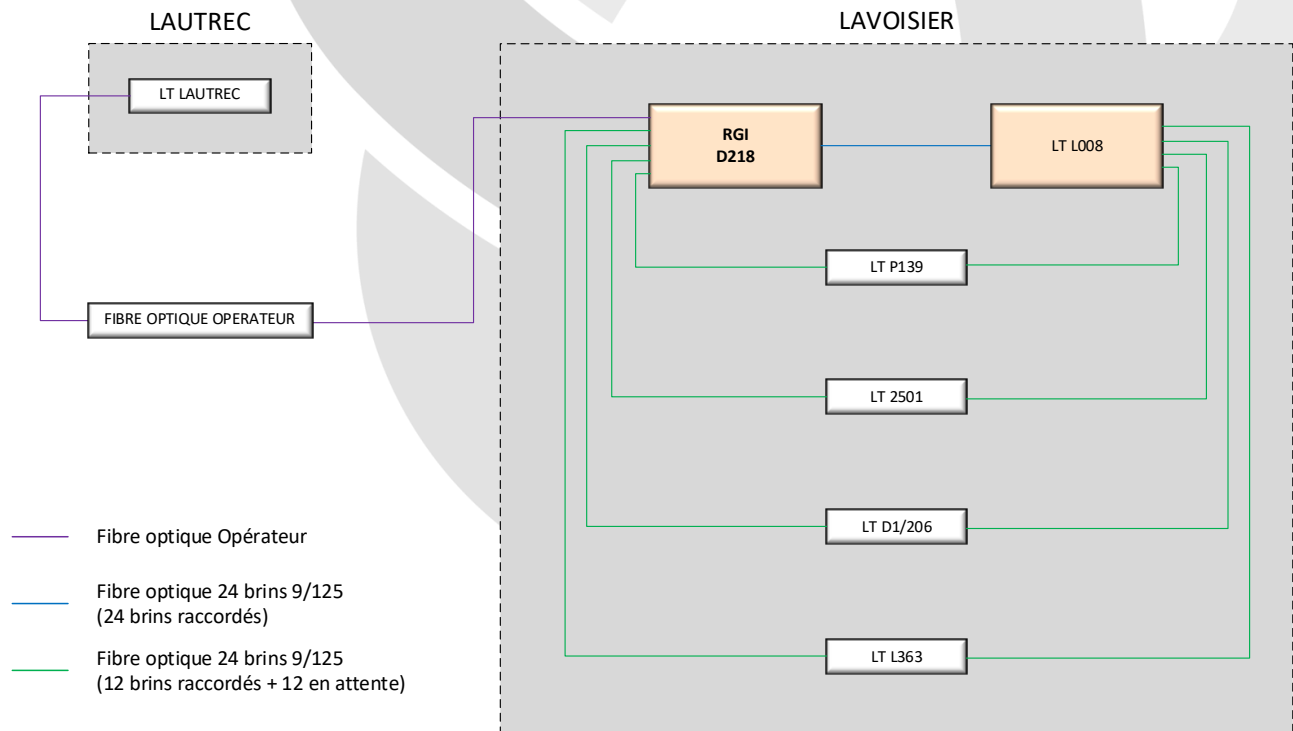 LAUTREC
LAVOISIER
LT LAUTREC
RGI
D218
LT L008
LT P139
FIBRE OPTIQUE OPERATEUR
LT 2501
LT D1/206
LT L363
Fibre optique Opérateur
Fibre optique 24 brins 9/125
(24 brins raccordés)
Fibre optique 24 brins 9/125
(12 brins raccordés + 12 en attente)